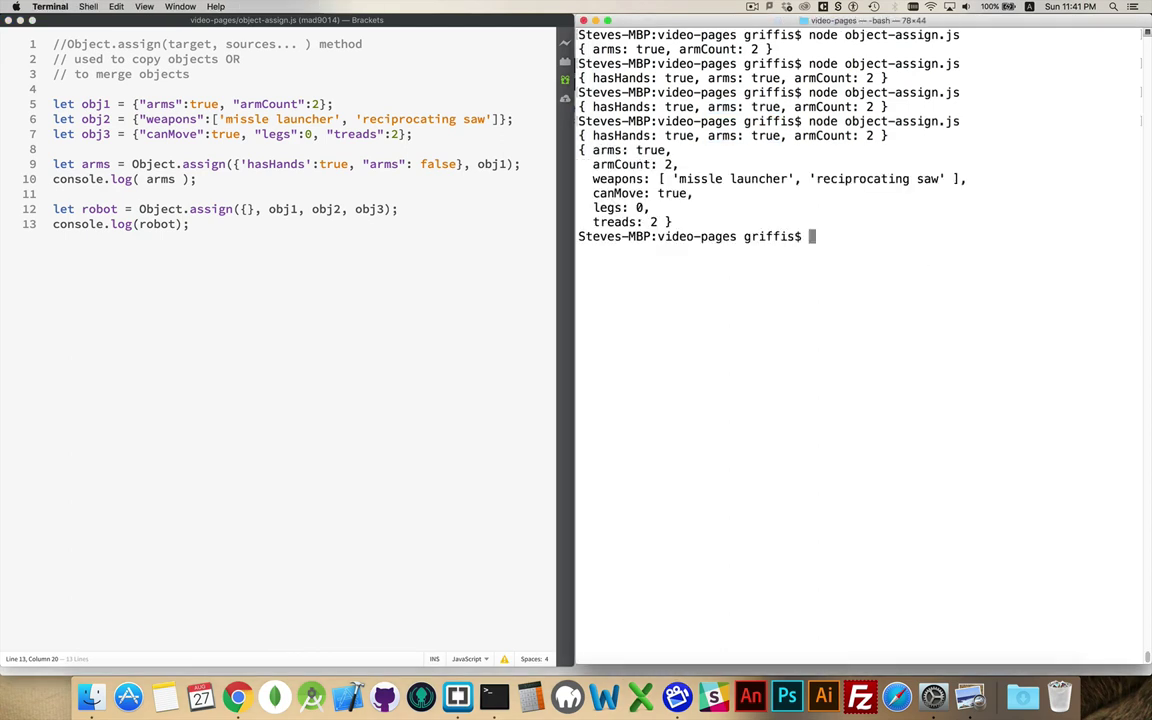 Terminal Shell Edit View Window Help
100% Sun 11:41 PM
video-pages/object-assign.js (mad9014) — Brackets
1 //Object.assign(target, sources... ) method
2 // used to copy objects OR
3 // to merge objects
4
5 let obj1 = {"arms":true, "armCount":2};
6 let obj2 = {"weapons":['missle launcher', 'reciprocating saw']};
7 let obj3 = {"canMove":true, "legs":0, "treads":2};
8
9 let arms = Object.assign({'hasHands':true, "arms": false}, obj1);
10 console.log( arms );
11
12 let robot = Object.assign({}, obj1, obj2, obj3);
13 console.log(robot);
Line 13, Column 20 — 13 Lines
INS JavaScript Spaces: 4
video-pages — -bash — 78×44
Steves-MBP:video-pages griffis$ node object-assign.js
{ arms: true, armCount: 2 }
Steves-MBP:video-pages griffis$ node object-assign.js
{ hasHands: true, arms: true, armCount: 2 }
Steves-MBP:video-pages griffis$ node object-assign.js
{ hasHands: true, arms: true, armCount: 2 }
Steves-MBP:video-pages griffis$ node object-assign.js
{ hasHands: true, arms: true, armCount: 2 }
{ arms: true,
armCount: 2,
weapons: [ 'missle launcher', 'reciprocating saw' ],
canMove: true,
legs: 0,
treads: 2 }
Steves-MBP:video-pages griffis$
AUG
27
An
Ps
Ai
Fz